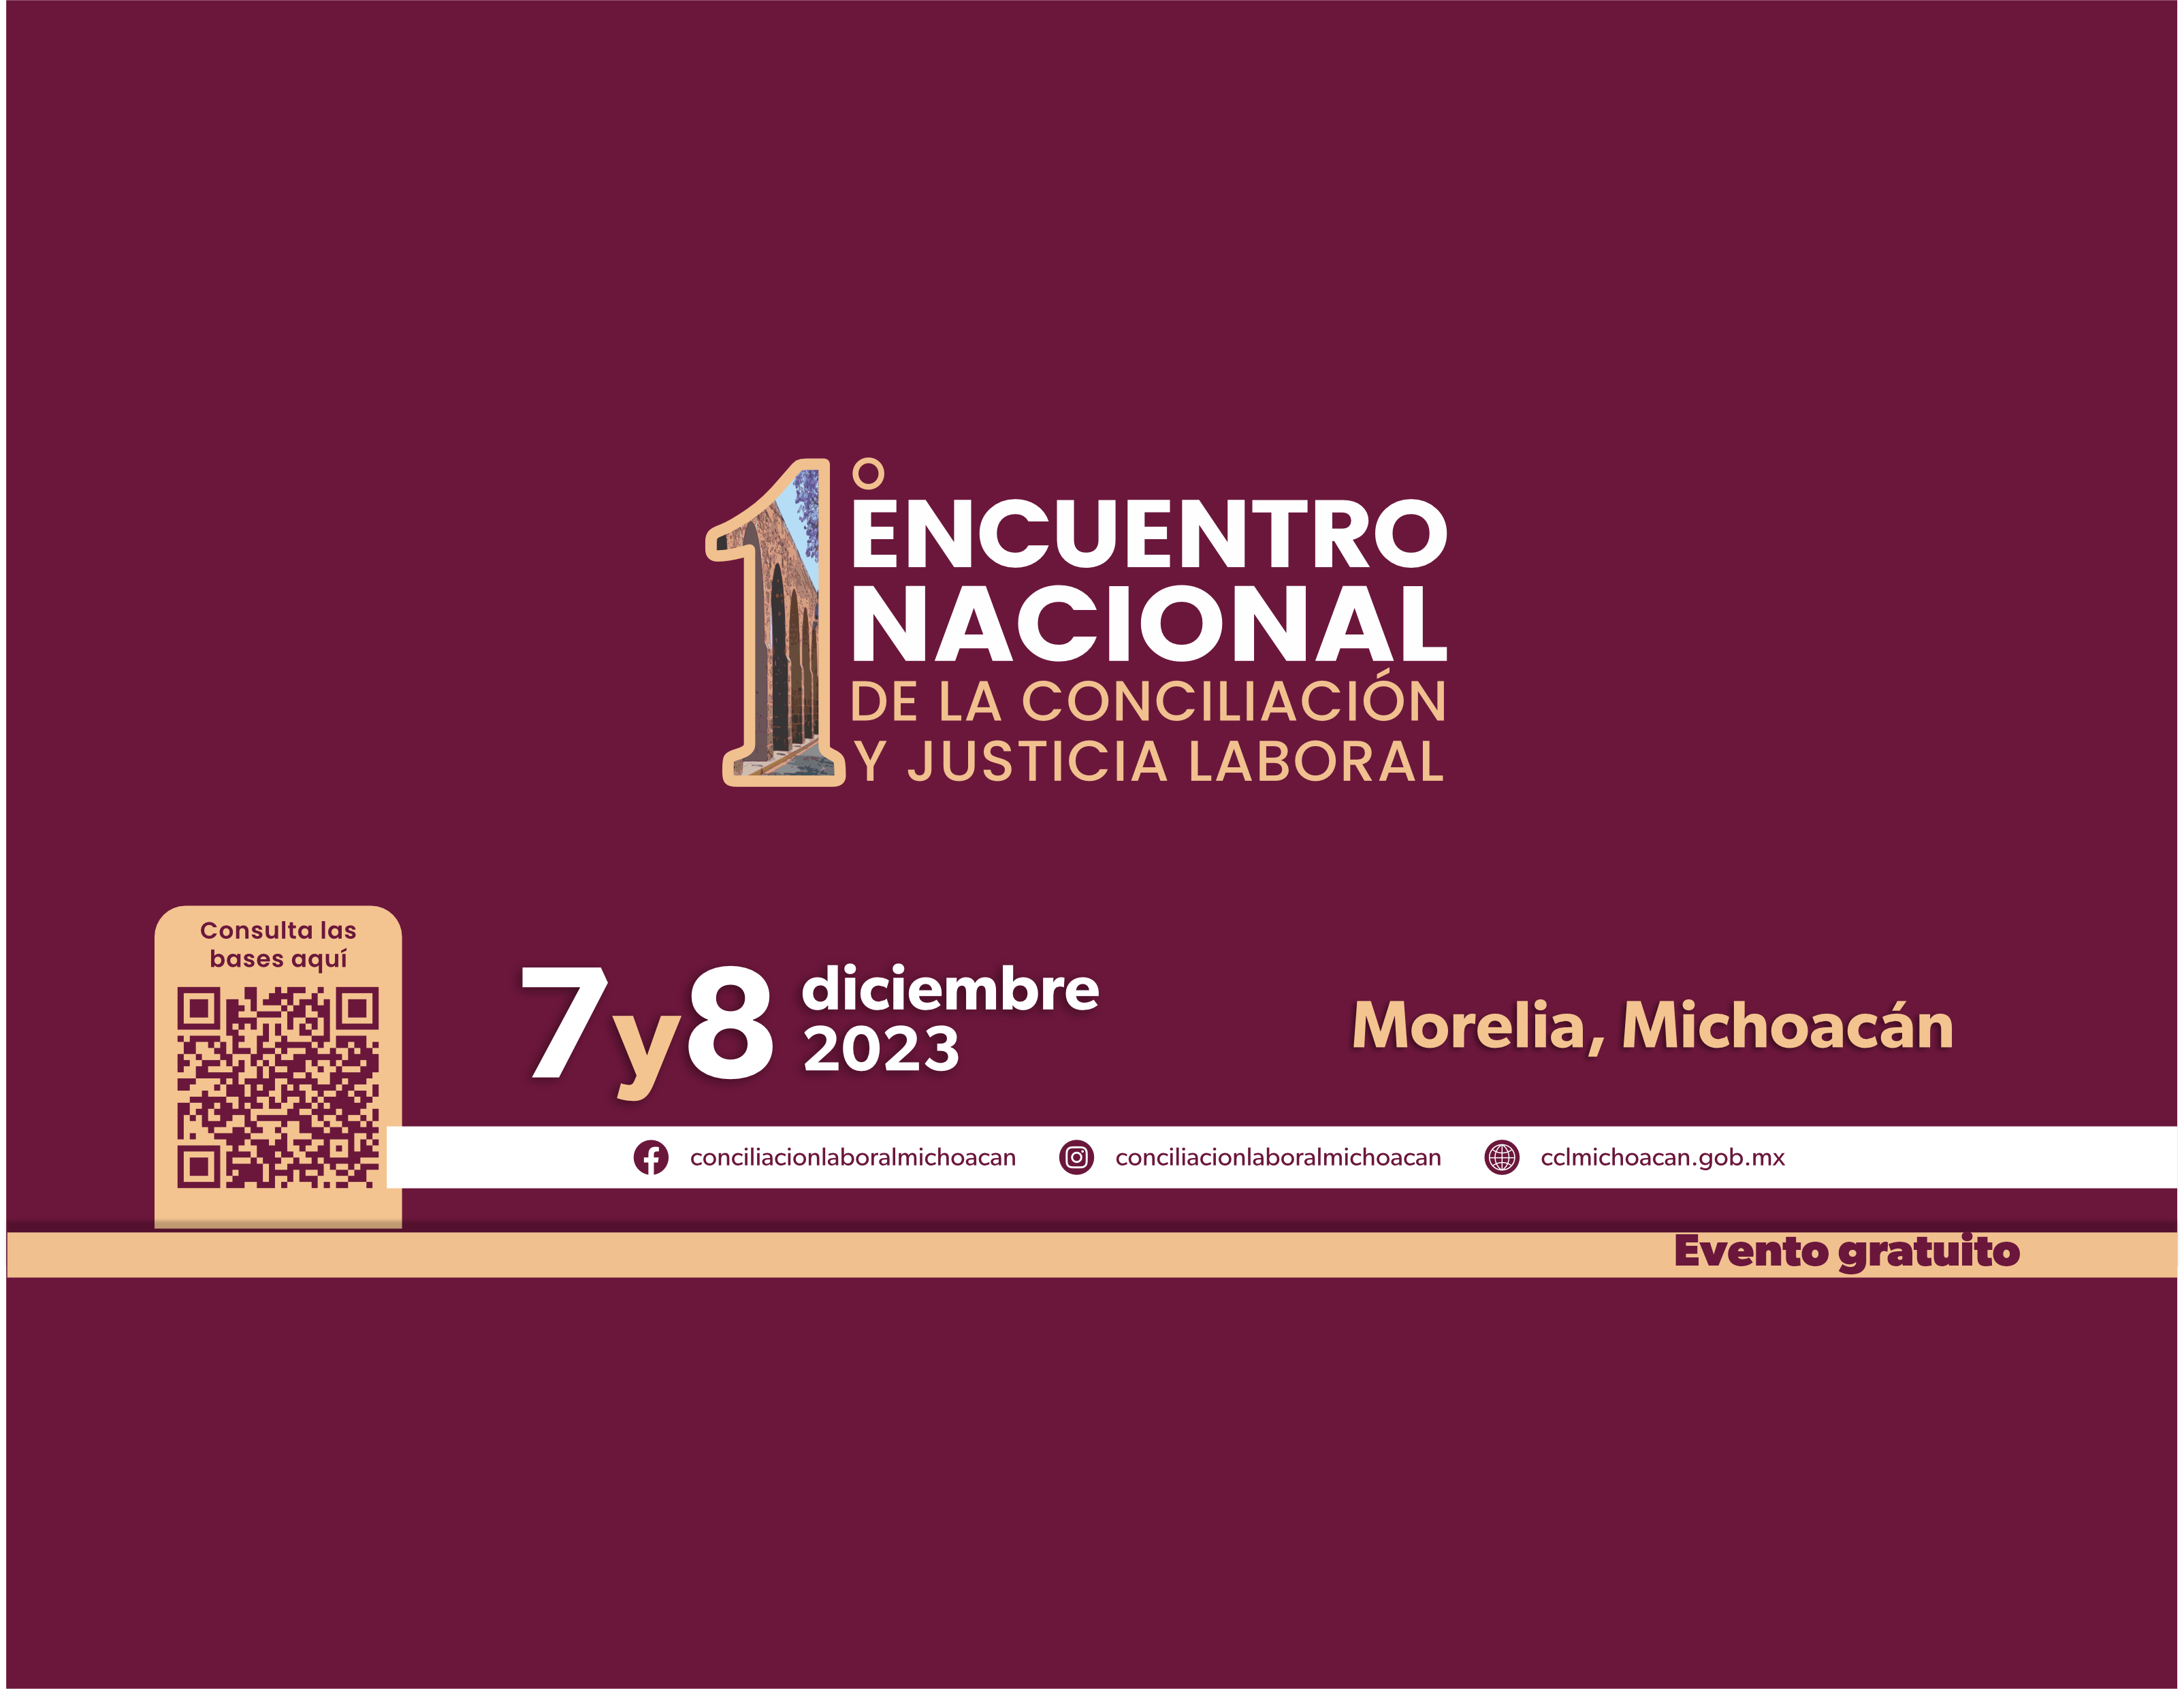 1°
ENCUENTRO
NACIONAL
DE LA CONCILIACIÓN
Y JUSTICIA LABORAL
Consulta las
bases aquí
7y8 diciembre
2023
Morelia, Michoacán
conciliacionlaboralmichoacan conciliacionlaboralmichoacan cclmichoacan.gob.mx
Evento gratuito